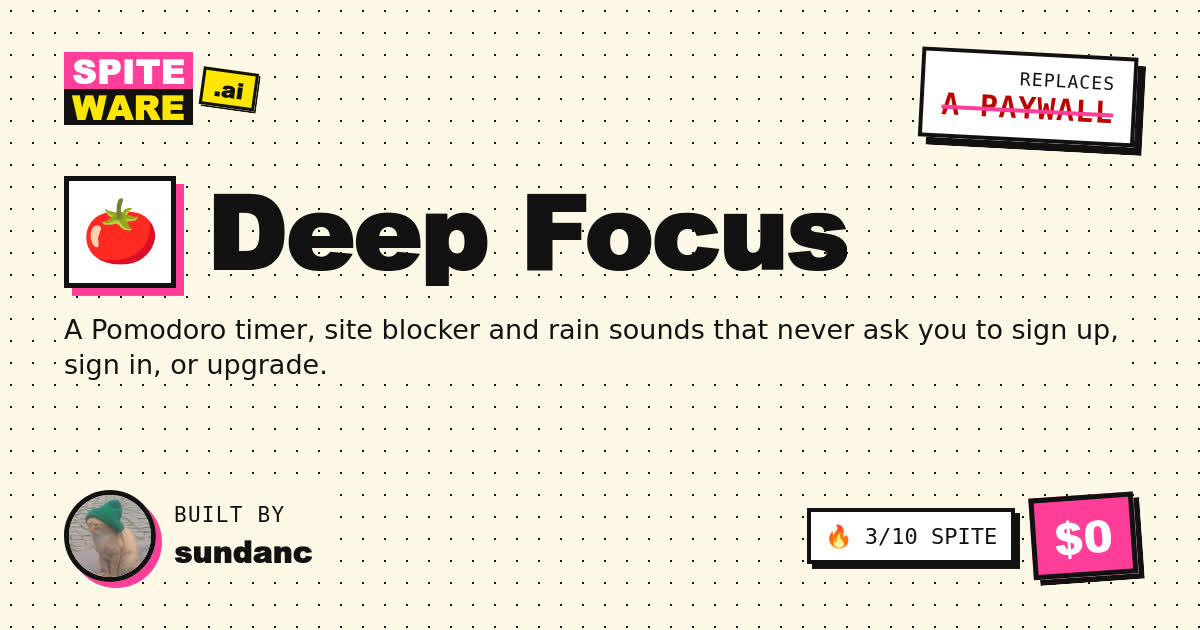 SPITE
WARE
.ai
REPLACES
A PAYWALL
Deep Focus
A Pomodoro timer, site blocker and rain sounds that never ask you to sign up,
sign in, or upgrade.
BUILT BY
sundanc
🔥 3/10 SPITE
$0